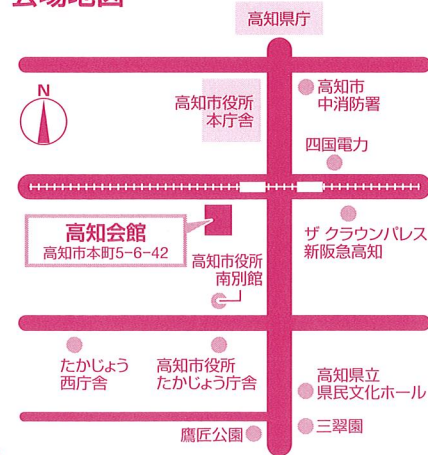 会場地図
高知県庁
N
高知市役所
本庁舎
高知市
中消防署
四国電力
高知会館
高知市本町5-6-42
高知市役所
南別館
ザ クラウンパレス
新阪急高知
たかじょう
西庁舎
高知市役所
たかじょう庁舎
高知県立
県民文化ホール
鷹匠公園
三翠園